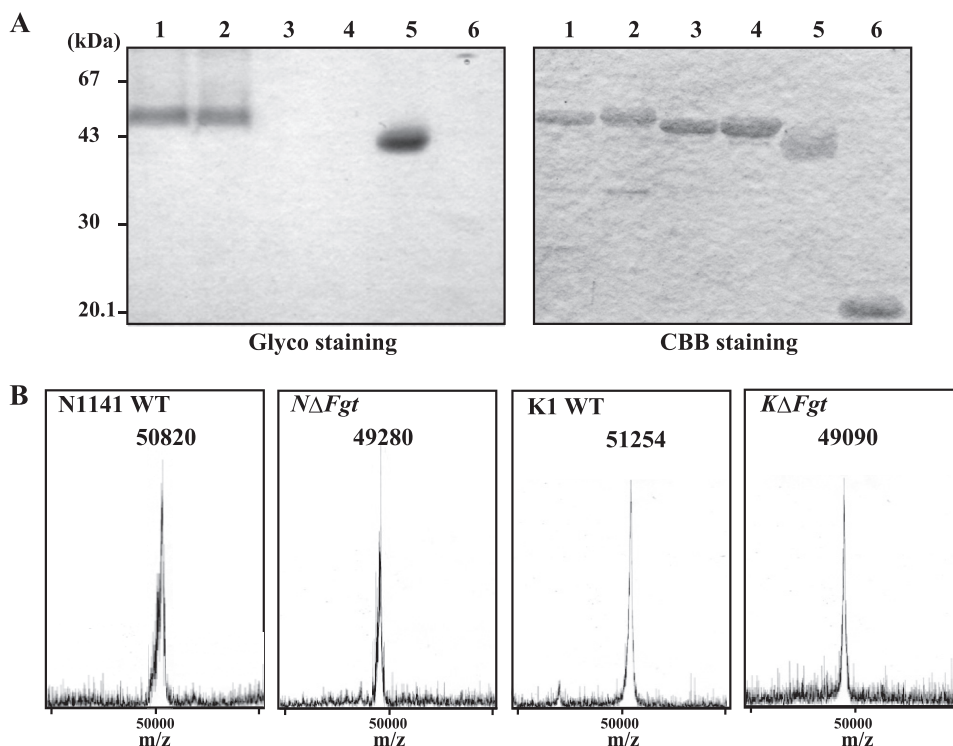 A
(kDa)
1 2 3 4 5 6
1 2 3 4 5 6
67
43
30
20.1
Glyco staining
CBB staining
B
N1141 WT
50820
NΔFgt
49280
K1 WT
51254
KΔFgt
49090
50000
50000
50000
50000
m/z
m/z
m/z
m/z